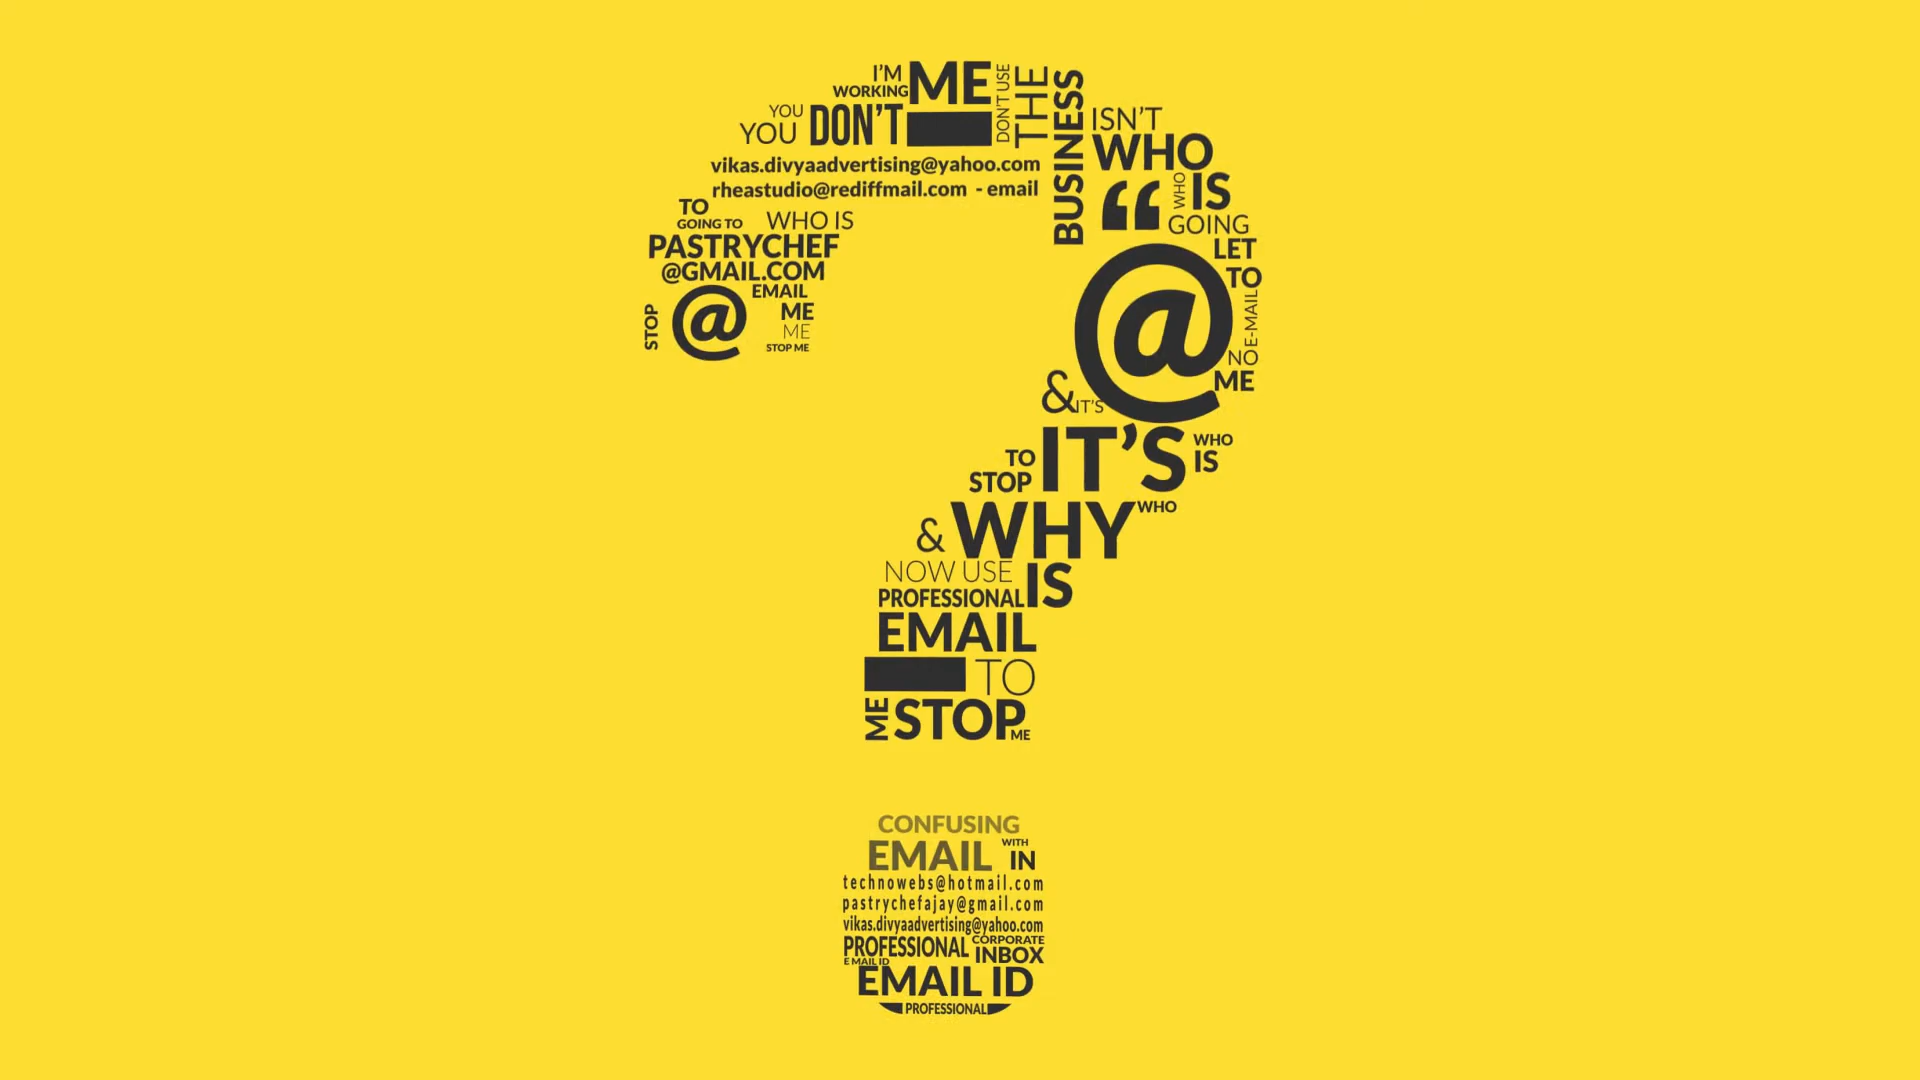 I'M
WORKING
ME
YOU
YOU
DON'T
DON'T USE
THE
BUSINESS
ISN'T
WHO
vikas.divyaadvertising@yahoo.com
rheastudio@rediffmail.com - email
“
WHO
IS
GOING
TO
GOING TO
WHO IS
PASTRYCHEF
@GMAIL.COM
LET
TO
STOP
@
EMAIL
ME
ME
STOP ME
@
NO E-MAIL
NO
ME
&
IT'S
TO
STOP
IT'S
WHO
IS
& WHY
WHO
NOW USE
PROFESSIONAL
IS
EMAIL
TO
ME
STOP
ME
CONFUSING
EMAIL
WITH
IN
technowebs@hotmail.com
pastrychefajay@gmail.com
vikas.divyaadvertising@yahoo.com
PROFESSIONAL
CORPORATE
INBOX
E MAIL ID
EMAIL ID
PROFESSIONAL